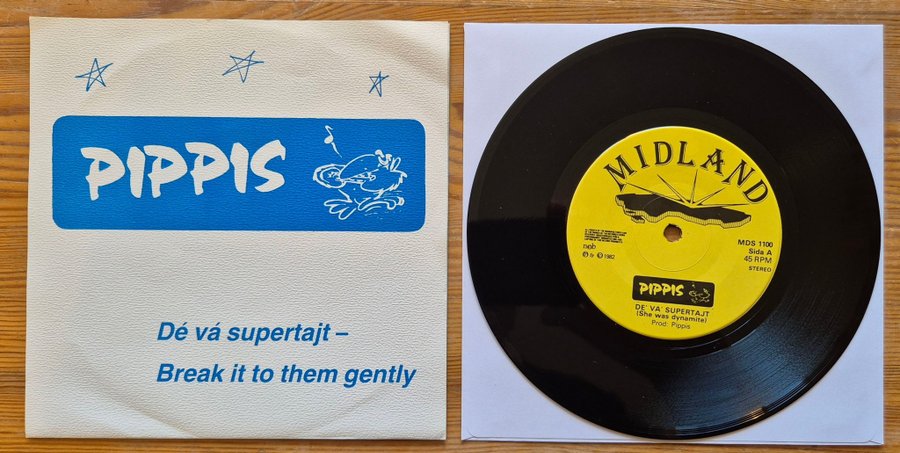 PIPPIS
Dé vá supertajt –
Break it to them gently
MIDLAND
MDS 1100
Sida A
45 RPM
STEREO
ncb
Ⓟ & © 1982
PIPPIS
DE' VA' SUPERTAJT
(She was dynamite)
Prod: Pippis